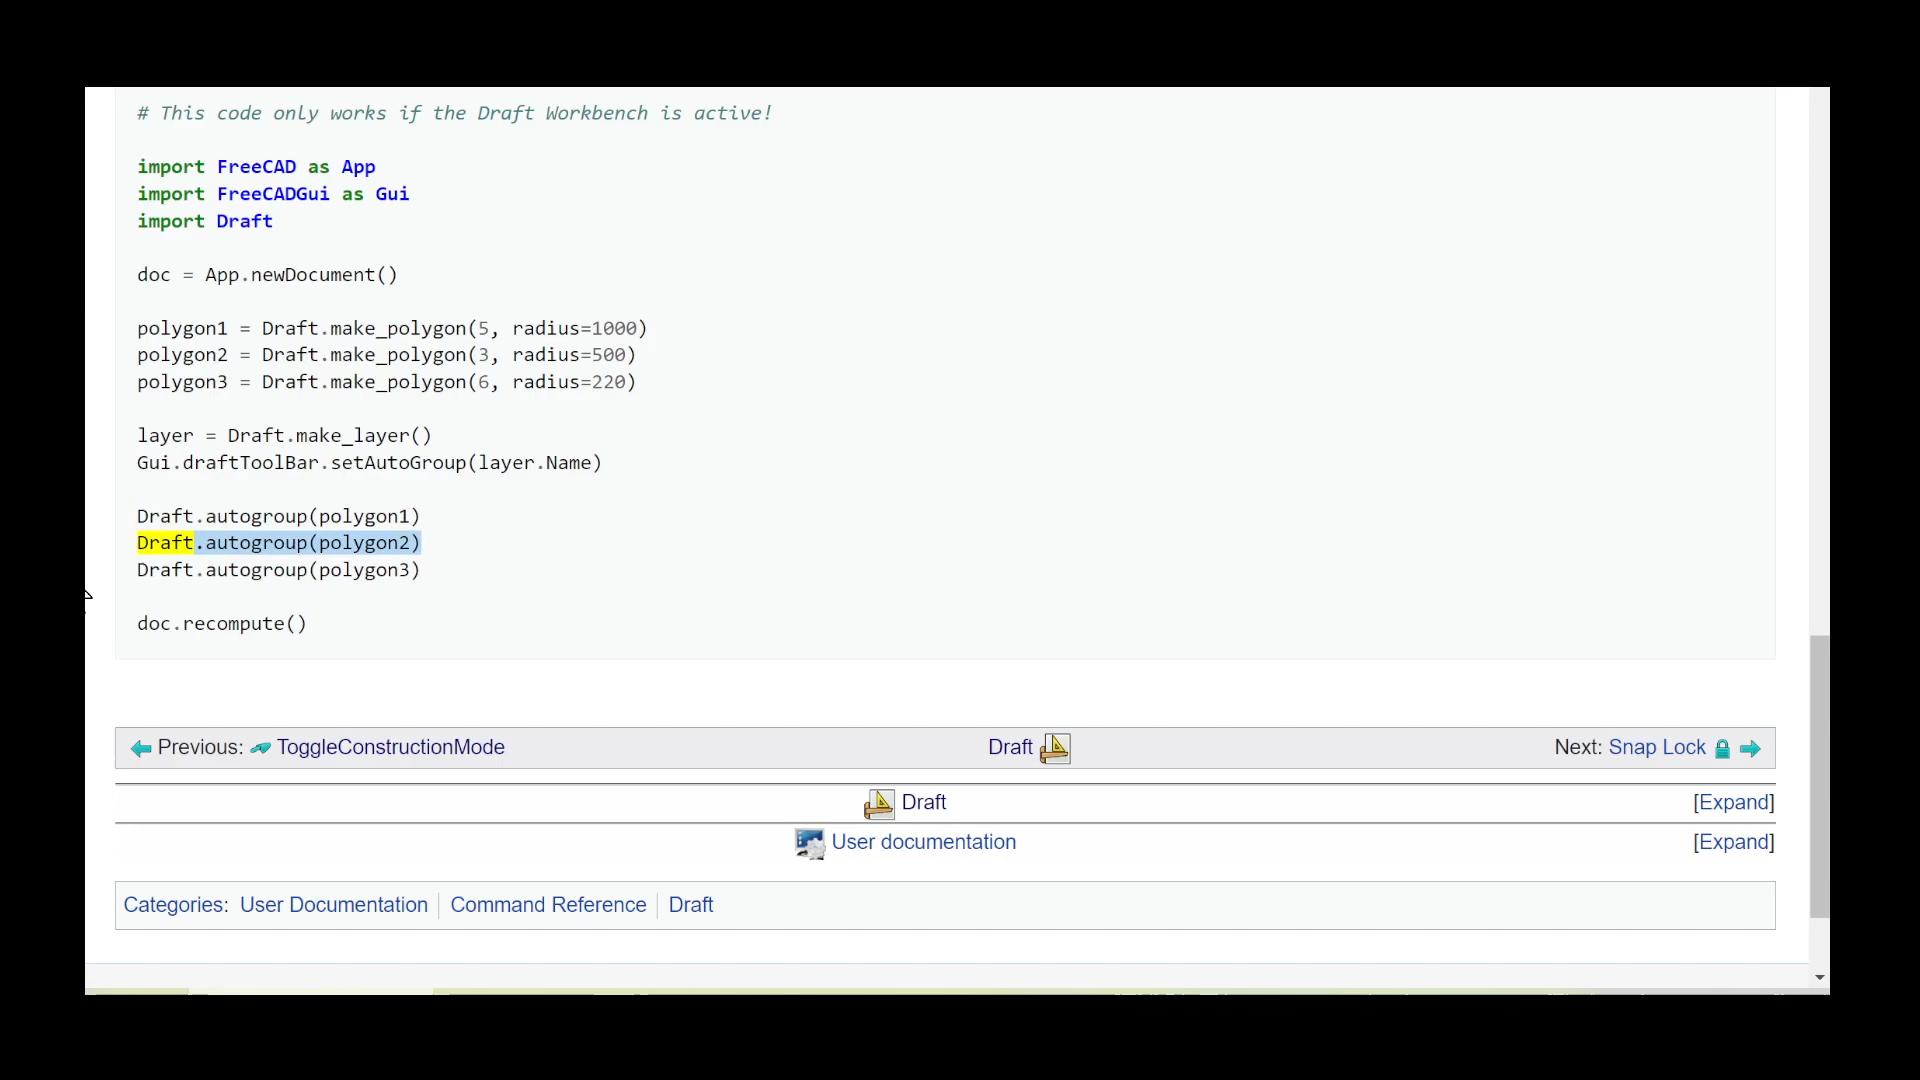 # This code only works if the Draft Workbench is active!
import FreeCAD as App
import FreeCADGui as Gui
import Draft
doc = App.newDocument()
polygon1 = Draft.make_polygon(5, radius=1000)
polygon2 = Draft.make_polygon(3, radius=500)
polygon3 = Draft.make_polygon(6, radius=220)
layer = Draft.make_layer()
Gui.draftToolBar.setAutoGroup(layer.Name)
Draft.autogroup(polygon1)
Draft.autogroup(polygon2)
Draft.autogroup(polygon3)
doc.recompute()
Previous: ToggleConstructionMode Draft Next: Snap Lock
Draft [Expand]
User documentation [Expand]
Categories: User Documentation Command Reference Draft